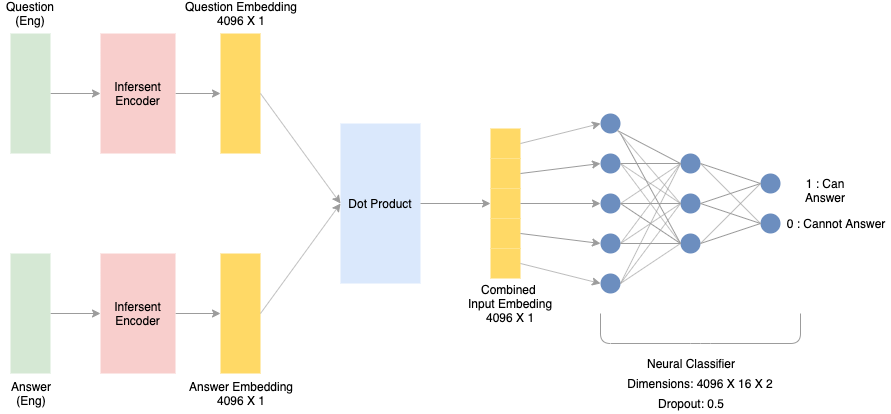 Question
(Eng)
Question Embedding
4096 X 1
Infersent
Encoder
Dot Product
1 : Can
Answer
0 : Cannot Answer
Combined
Input Embeding
4096 X 1
Infersent
Encoder
Answer
(Eng)
Answer Embedding
4096 X 1
Neural Classifier
Dimensions: 4096 X 16 X 2
Dropout: 0.5